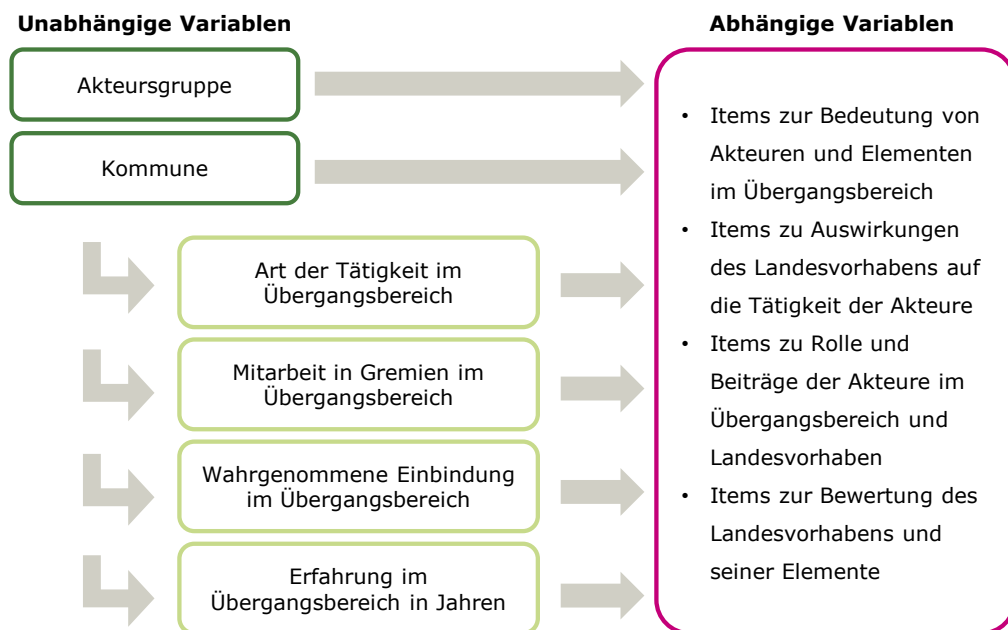 Unabhängige Variablen
Akteursgruppe
Kommune
Art der Tätigkeit im
Übergangsbereich
Mitarbeit in Gremien im
Übergangsbereich
Wahrgenommene Einbindung
im Übergangsbereich
Erfahrung im
Übergangsbereich in Jahren
Abhängige Variablen
• Items zur Bedeutung von
Akteuren und Elementen
im Übergangsbereich
• Items zu Auswirkungen
des Landesvorhabens auf
die Tätigkeit der Akteure
• Items zu Rolle und
Beiträge der Akteure im
Übergangsbereich und
Landesvorhaben
• Items zur Bewertung des
Landesvorhabens und
seiner Elemente